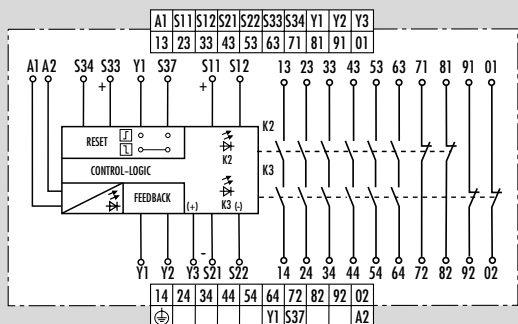 A1 S11 S12 S21 S22 S33 S34 Y1 Y2 Y3
13 23 33 43 53 63 71 81 91 01
A1 A2 S34 S33 Y1 S37 S11 S12 13 23 33 43 53 63 71 81 91 01
+ +
RESET
K2
K2
CONTROL-LOGIC
K3
FEEDBACK
(+) K3 (-)
-
Y1 Y2 Y3 S21 S22 14 24 34 44 54 64 72 82 92 02
14 24 34 44 54 64 72 82 92 02
Y1 S37 A2